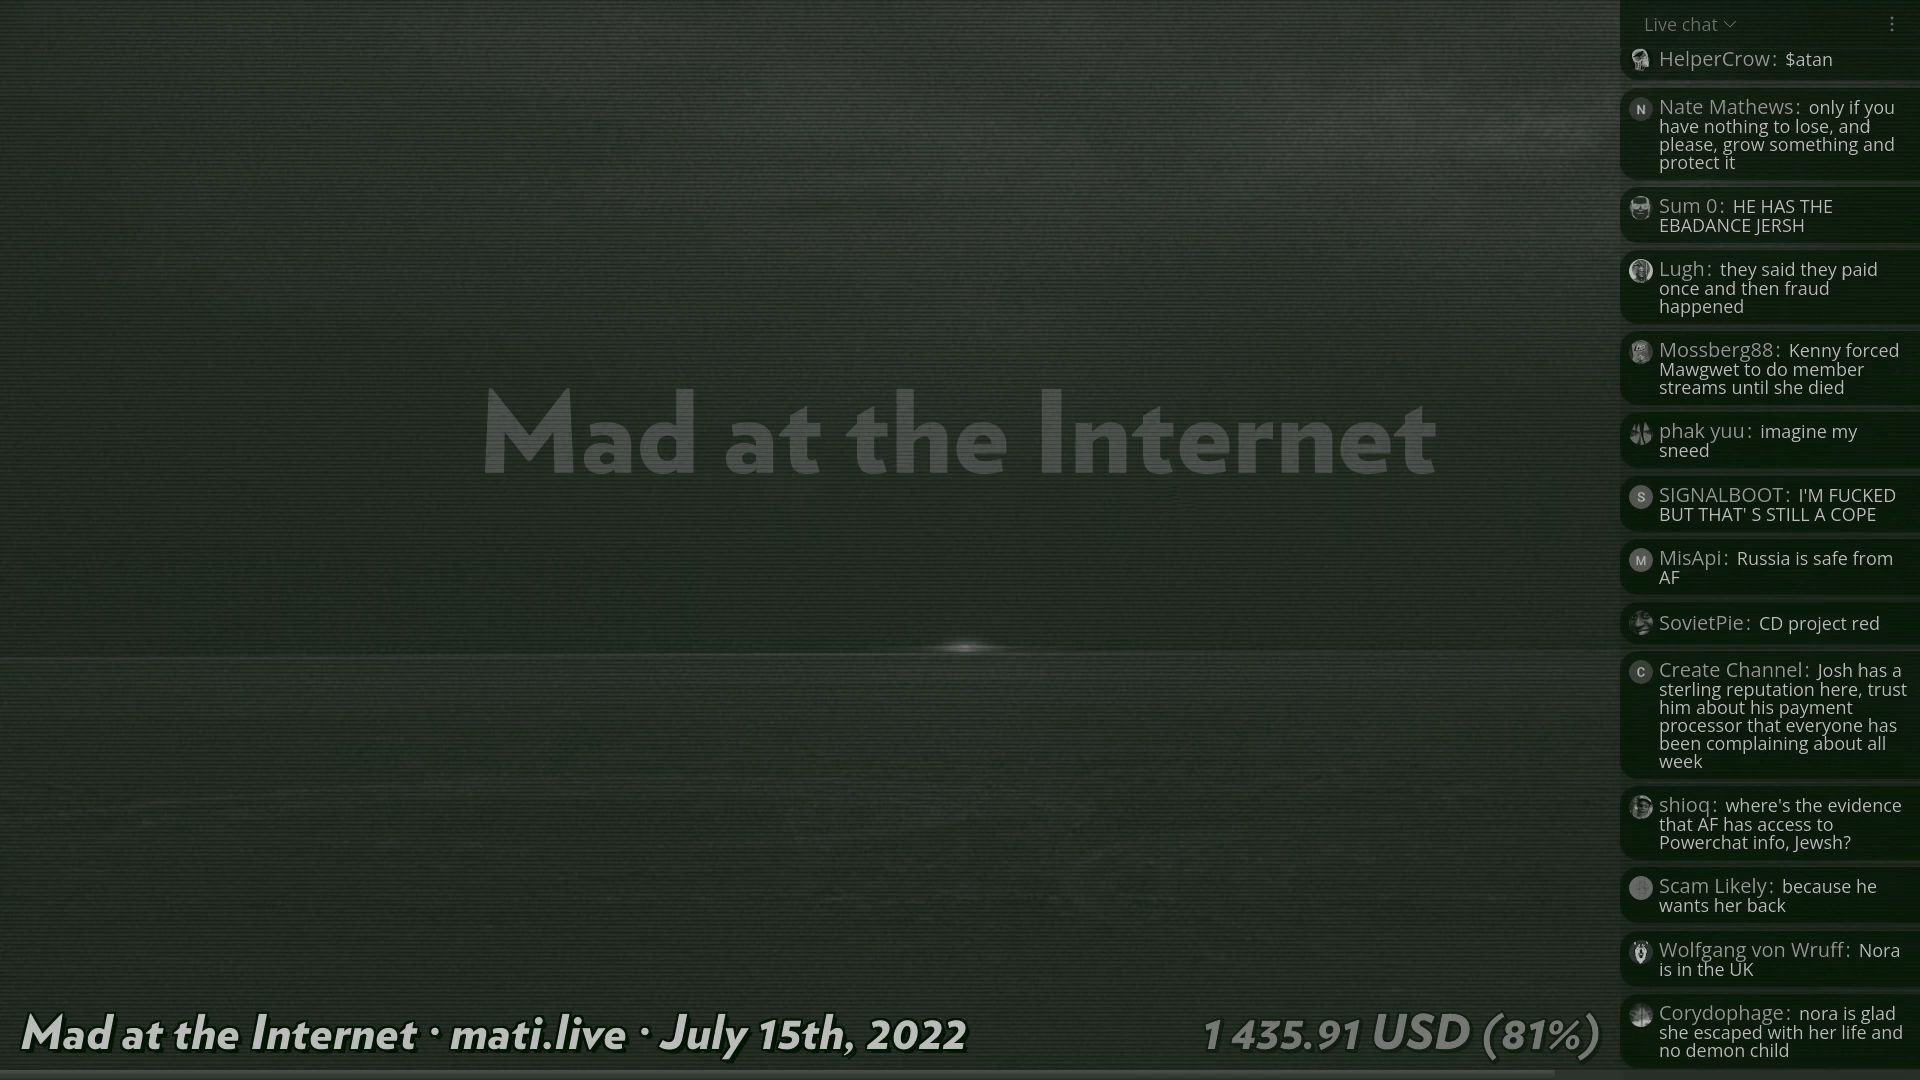 Mad at the Internet
Mad at the Internet · mati.live · July 15th, 2022
1 435.91 USD (81%)
Live chat
HelperCrow: $atan
N
Nate Mathews: only if you
have nothing to lose, and
please, grow something and
protect it
Sum 0: HE HAS THE
EBADANCE JERSH
Lugh: they said they paid
once and then fraud
happened
Mossberg88: Kenny forced
Mawgwet to do member
streams until she died
phak yuu: imagine my
sneed
S
SIGNALBOOT: I'M FUCKED
BUT THAT' S STILL A COPE
M
MisApi: Russia is safe from
AF
SovietPie: CD project red
C
Create Channel: Josh has a
sterling reputation here, trust
him about his payment
processor that everyone has
been complaining about all
week
shioq: where's the evidence
that AF has access to
Powerchat info, Jewsh?
Scam Likely: because he
wants her back
Wolfgang von Wruff: Nora
is in the UK
Corydophage: nora is glad
she escaped with her life and
no demon child